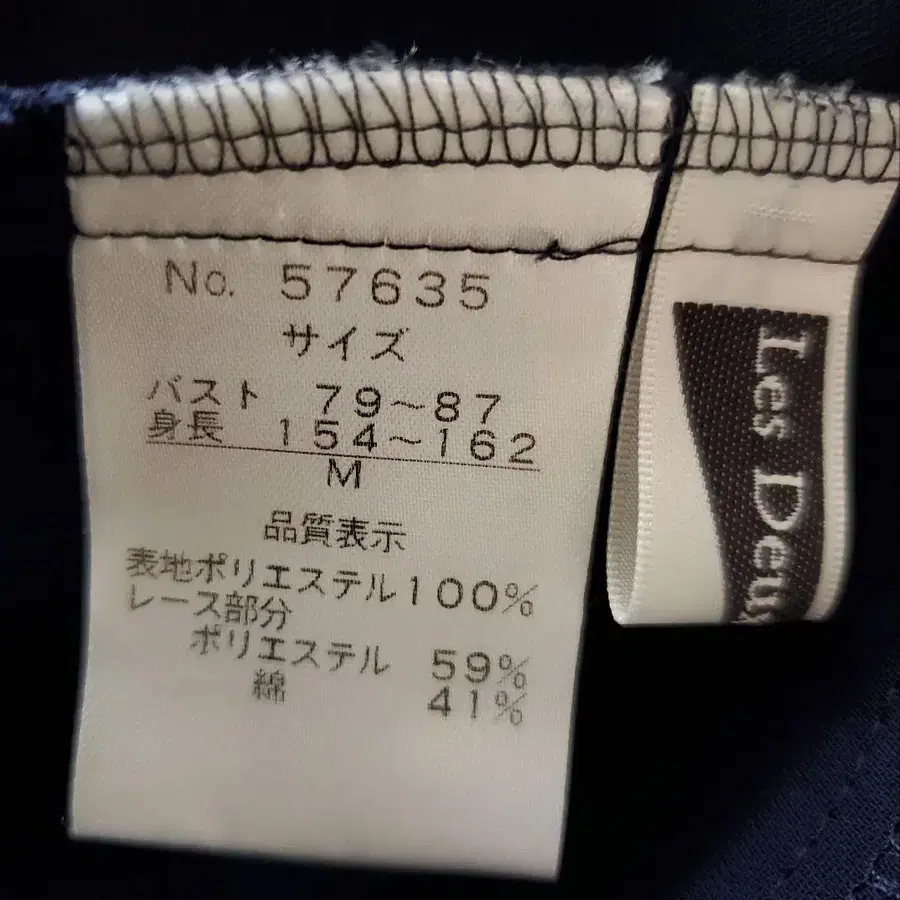 No. 57635
サイズ
バスト 79～87
身長 154～162
M
品質表示
表地ポリエステル100%
レース部分
ポリエステル 59%
綿 41%
Les Deux